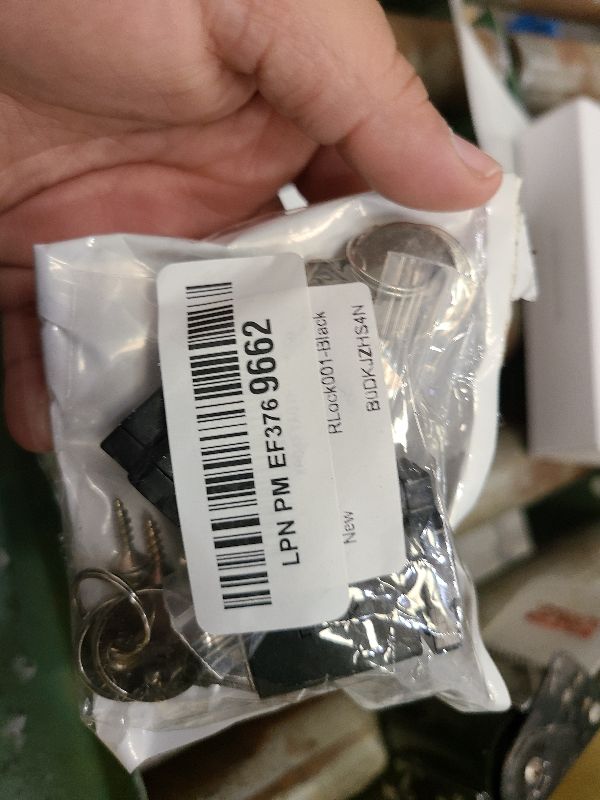 LPN PM EF376 9662
RLock001-Black
B0DKJZHS4N
New